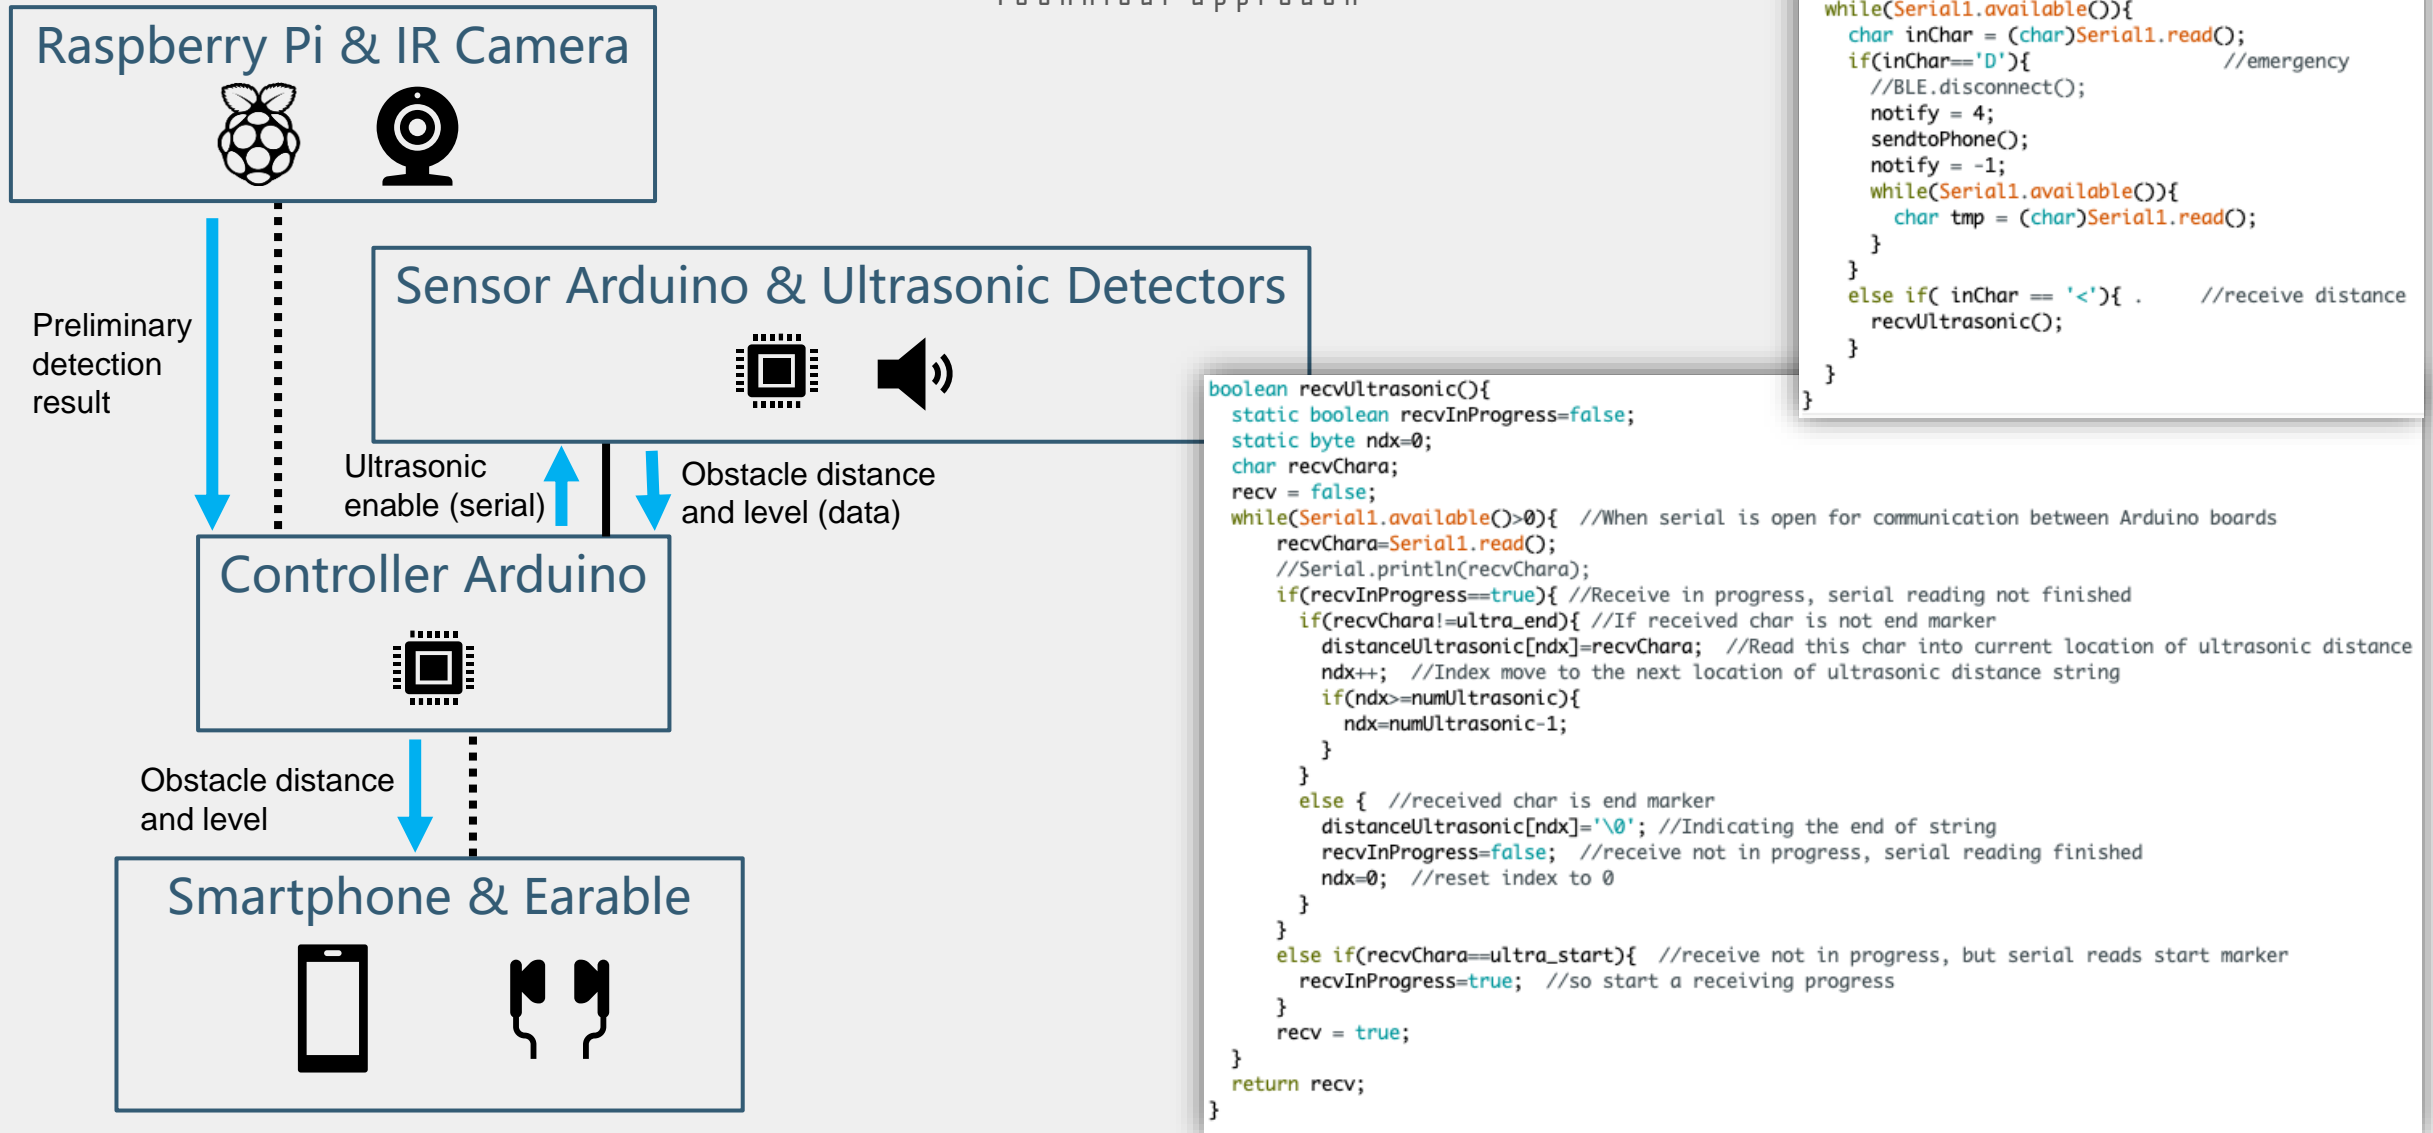 Technical approach
Raspberry Pi & IR Camera
Preliminary
detection
result
Sensor Arduino & Ultrasonic Detectors
Ultrasonic
enable (serial)
Obstacle distance
and level (data)
Controller Arduino
Obstacle distance
and level
Smartphone & Earable
while(Serial1.available()){
char inChar = (char)Serial1.read();
if(inChar=='D'){ //emergency
//BLE.disconnect();
notify = 4;
sendtoPhone();
notify = -1;
while(Serial1.available()){
char tmp = (char)Serial1.read();
}
}
else if( inChar == '<'){ . //receive distance
recvUltrasonic();
}
}
}
boolean recvUltrasonic(){
static boolean recvInProgress=false;
static byte ndx=0;
char recvChara;
recv = false;
while(Serial1.available()>0){ //When serial is open for communication between Arduino boards
recvChara=Serial1.read();
//Serial.println(recvChara);
if(recvInProgress==true){ //Receive in progress, serial reading not finished
if(recvChara!=ultra_end){ //If received char is not end marker
distanceUltrasonic[ndx]=recvChara; //Read this char into current location of ultrasonic distance
ndx++; //Index move to the next location of ultrasonic distance string
if(ndx>=numUltrasonic){
ndx=numUltrasonic-1;
}
}
else { //received char is end marker
distanceUltrasonic[ndx]='\0'; //Indicating the end of string
recvInProgress=false; //receive not in progress, serial reading finished
ndx=0; //reset index to 0
}
}
else if(recvChara==ultra_start){ //receive not in progress, but serial reads start marker
recvInProgress=true; //so start a receiving progress
}
recv = true;
}
return recv;
}